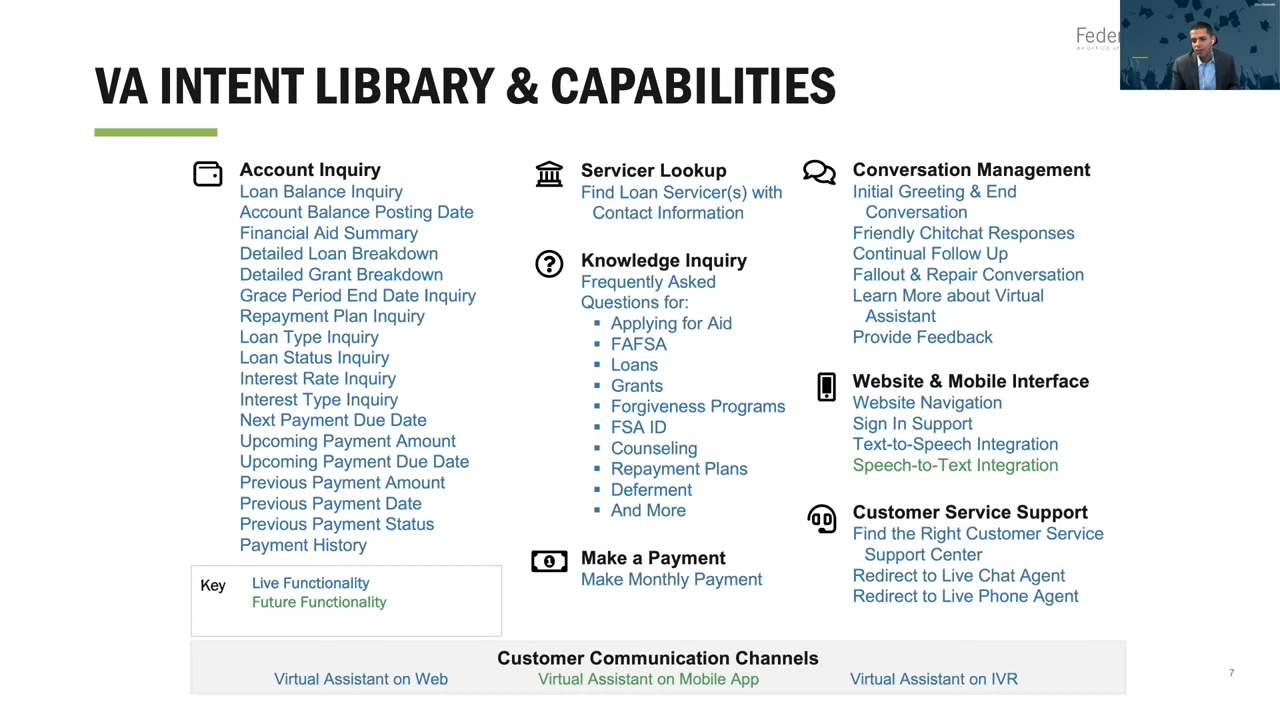 Feder
An OFFICE of
VA INTENT LIBRARY & CAPABILITIES
Account Inquiry
Loan Balance Inquiry
Account Balance Posting Date
Financial Aid Summary
Detailed Loan Breakdown
Detailed Grant Breakdown
Grace Period End Date Inquiry
Repayment Plan Inquiry
Loan Type Inquiry
Loan Status Inquiry
Interest Rate Inquiry
Interest Type Inquiry
Next Payment Due Date
Upcoming Payment Amount
Upcoming Payment Due Date
Previous Payment Amount
Previous Payment Date
Previous Payment Status
Payment History
Key
Live Functionality
Future Functionality
Servicer Lookup
Find Loan Servicer(s) with
Contact Information
Knowledge Inquiry
Frequently Asked
Questions for:
▪ Applying for Aid
▪ FAFSA
▪ Loans
▪ Grants
▪ Forgiveness Programs
▪ FSA ID
▪ Counseling
▪ Repayment Plans
▪ Deferment
▪ And More
Make a Payment
Make Monthly Payment
Conversation Management
Initial Greeting & End
Conversation
Friendly Chitchat Responses
Continual Follow Up
Fallout & Repair Conversation
Learn More about Virtual
Assistant
Provide Feedback
Website & Mobile Interface
Website Navigation
Sign In Support
Text-to-Speech Integration
Speech-to-Text Integration
Customer Service Support
Find the Right Customer Service
Support Center
Redirect to Live Chat Agent
Redirect to Live Phone Agent
Customer Communication Channels
Virtual Assistant on Web
Virtual Assistant on Mobile App
Virtual Assistant on IVR
7